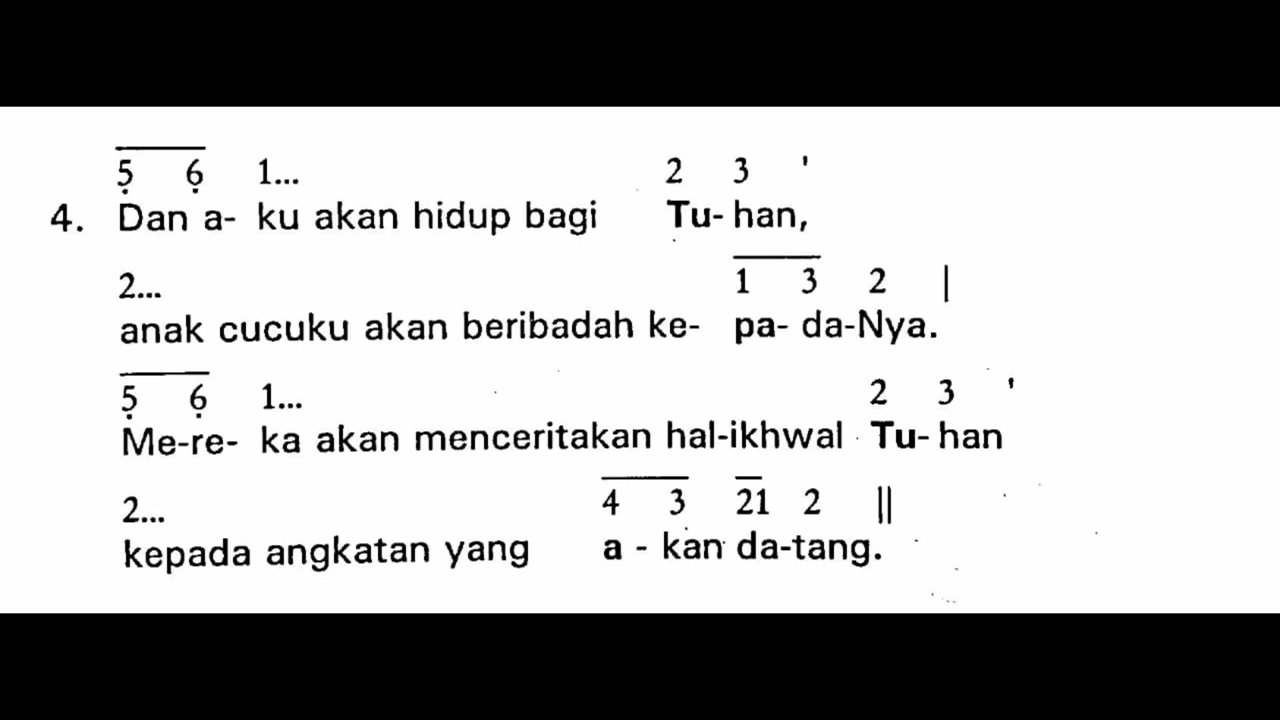 5̣ 6̣ 1... 2 3 '
4. Dan a- ku akan hidup bagi Tu- han,
2... 1 3 2 |
anak cucuku akan beribadah ke- pa- da-Nya.
5̣ 6̣ 1... 2 3 '
Me-re- ka akan menceritakan hal-ikhwal Tu- han
2... 4 3 21 2 ||
kepada angkatan yang a - kan da-tang.